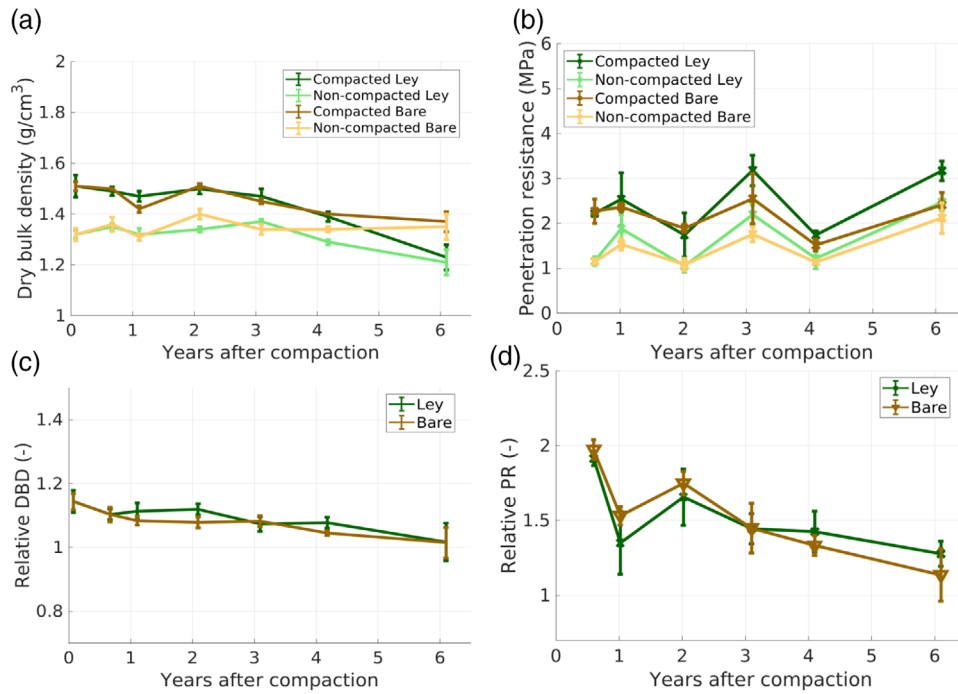 (a)
Dry bulk density (g/cm³)
2
1.8
1.6
1.4
1.2
1
Compacted Ley
Non-compacted Ley
Compacted Bare
Non-compacted Bare
0 1 2 3 4 5 6
Years after compaction
(b)
Penetration resistance (MPa)
6
5
4
3
2
1
0
Compacted Ley
Non-compacted Ley
Compacted Bare
Non-compacted Bare
0 1 2 3 4 5 6
Years after compaction
(c)
Relative DBD (-)
1.4
1.2
1
0.8
Ley
Bare
0 1 2 3 4 5 6
Years after compaction
(d)
Relative PR (-)
2.5
2
1.5
1
Ley
Bare
0 1 2 3 4 5 6
Years after compaction